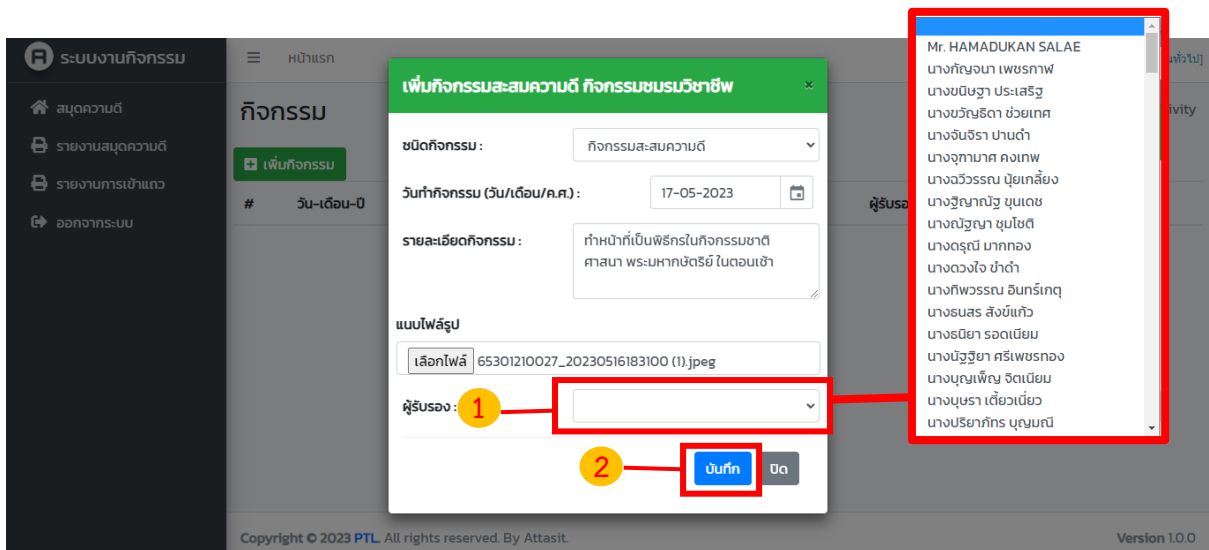 ระบบงานกิจกรรม
หน้าแรก
สมุดความดี
รายงานสมุดความดี
รายงานการเข้าแถว
ออกจากระบบ
กิจกรรม
ivity
เพิ่มกิจกรรม
# วัน-เดือน-ปี ผู้รับรอ
เพิ่มกิจกรรมสะสมความดี กิจกรรมชมรมวิชาชีพ ×
ชนิดกิจกรรม : กิจกรรมสะสมความดี
วันทำกิจกรรม (วัน/เดือน/ค.ศ.) : 17-05-2023
รายละเอียดกิจกรรม : ทำหน้าที่เป็นพิธีกรในกิจกรรมชาติ
ศาสนา พระมหากษัตริย์ ในตอนเช้า
แนบไฟล์รูป
เลือกไฟล์ 65301210027_20230516183100 (1).jpeg
ผู้รับรอง : 1
2 บันทึก ปิด
Mr. HAMADUKAN SALAE
นางกัญจนา เพชรกาฬ
นางขนิษฐา ประเสริฐ
นางขวัญธิดา ช่วยเทศ
นางจันจิรา ปานดำ
นางจุฑามาศ คงเทพ
นางฉวีวรรณ นุ้ยเกลี้ยง
นางฐิญาณัฐ ขุนเดช
นางณัฐญา ชุมโชติ
นางดรุณี มากทอง
นางดวงใจ ขำดำ
นางทิพวรรณ อินทร์เกตุ
นางธนสร สังข์แก้ว
นางธนิยา รอดเนียม
นางนัฐฐิยา ศรีเพชรทอง
นางบุญเพ็ญ จิตเนียม
นางบุษรา เตี้ยวเนี่ยว
นางปริยาภัทร บุญมณี
Copyright © 2023 PTL. All rights reserved. By Attasit. Version 1.0.0